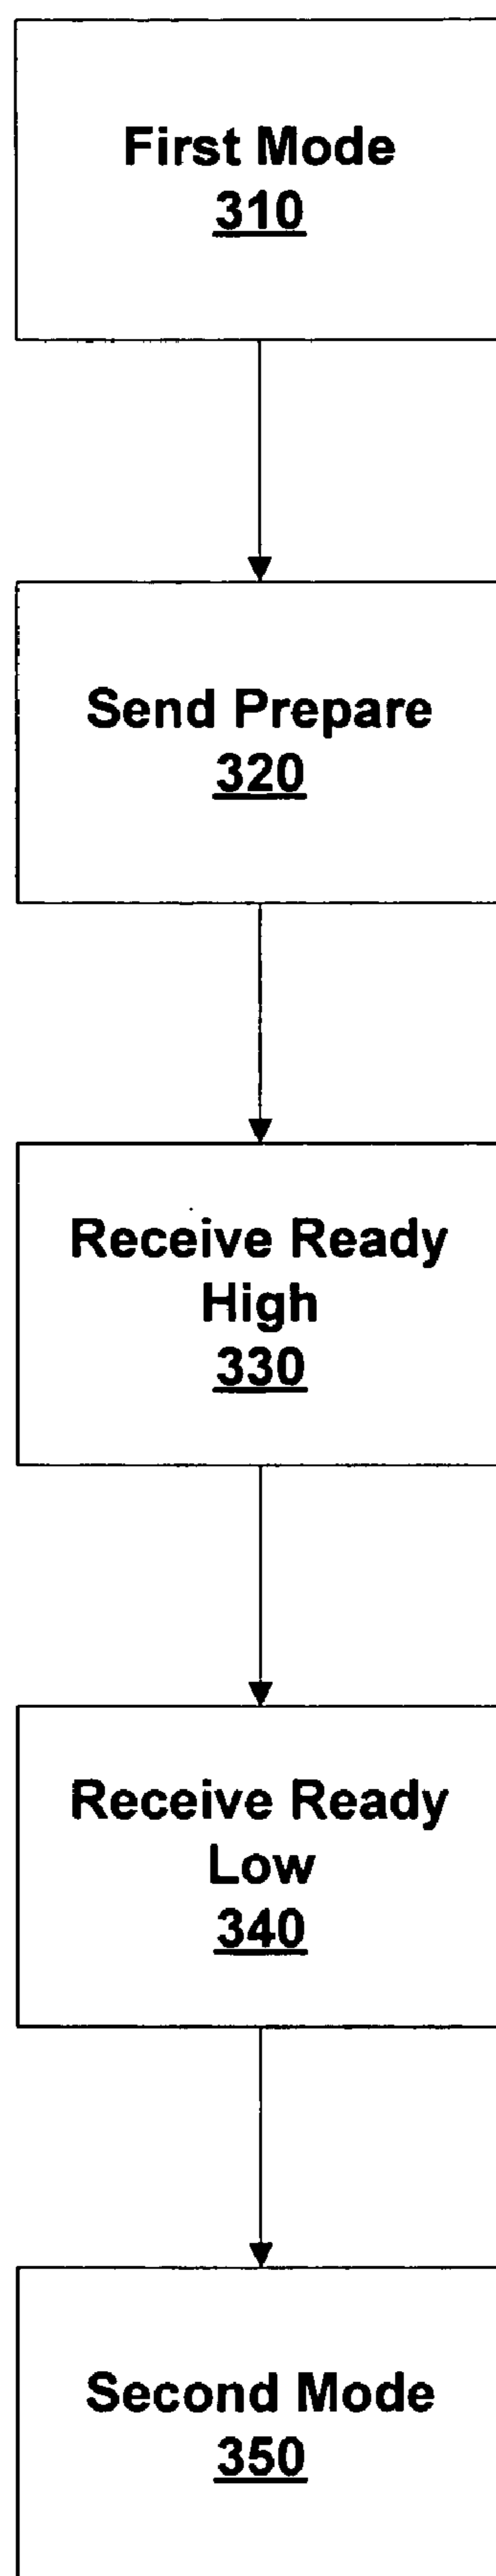 First Mode
310
Send Prepare
320
Receive Ready
High
330
Receive Ready
Low
340
Second Mode
350